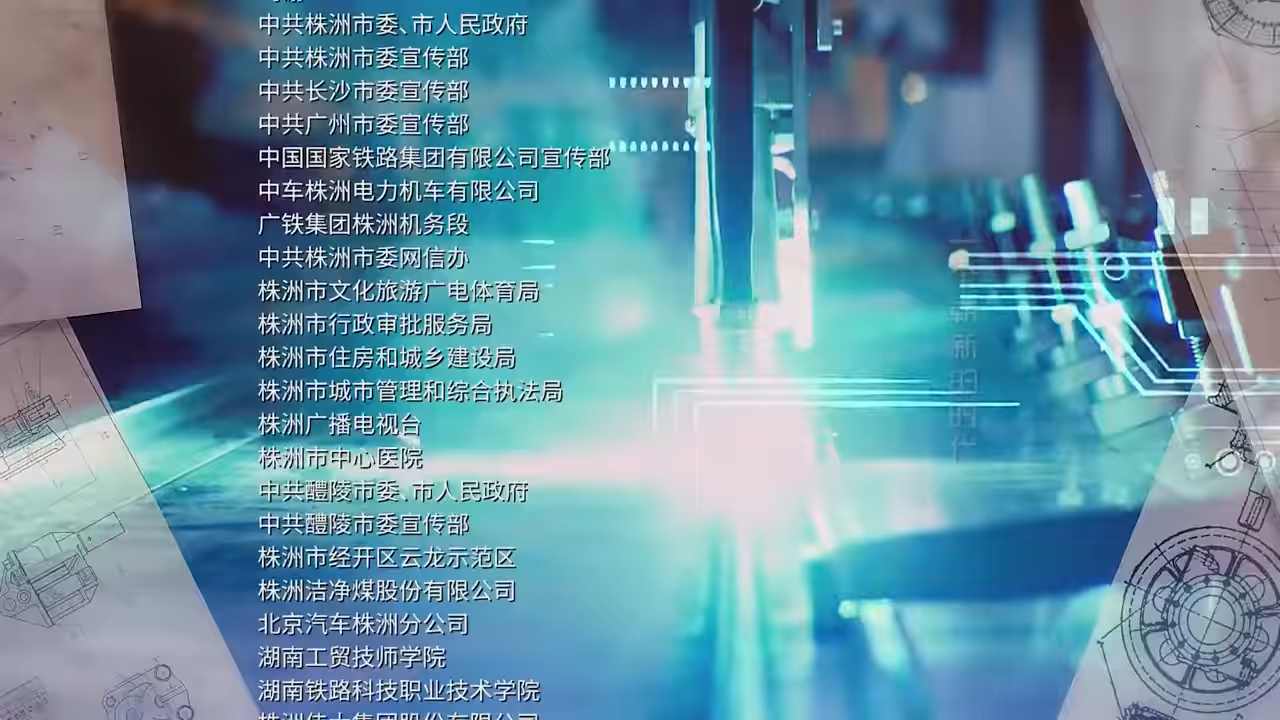 中共株洲市委、市人民政府
中共株洲市委宣传部
中共长沙市委宣传部
中共广州市委宣传部
中国国家铁路集团有限公司宣传部
中车株洲电力机车有限公司
广铁集团株洲机务段
中共株洲市委网信办
株洲市文化旅游广电体育局
株洲市行政审批服务局
株洲市住房和城乡建设局
株洲市城市管理和综合执法局
株洲广播电视台
株洲市中心医院
中共醴陵市委、市人民政府
中共醴陵市委宣传部
株洲市经开区云龙示范区
株洲洁净煤股份有限公司
北京汽车株洲分公司
湖南工贸技师学院
湖南铁路科技职业技术学院
崭新的时代